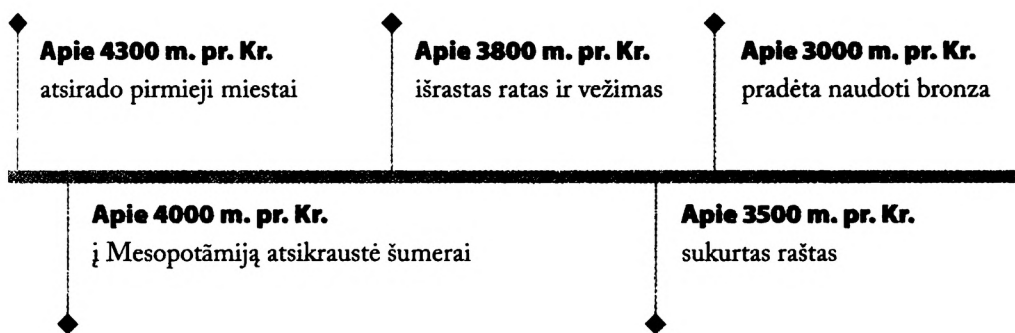 Apie 4300 m. pr. Kr.
atsirado pirmieji miestai
Apie 3800 m. pr. Kr.
išrastas ratas ir vežimas
Apie 3000 m. pr. Kr.
pradėta naudoti bronza
Apie 4000 m. pr. Kr.
į Mesopotãmiją atsikraustė šumerai
Apie 3500 m. pr. Kr.
sukurtas raštas